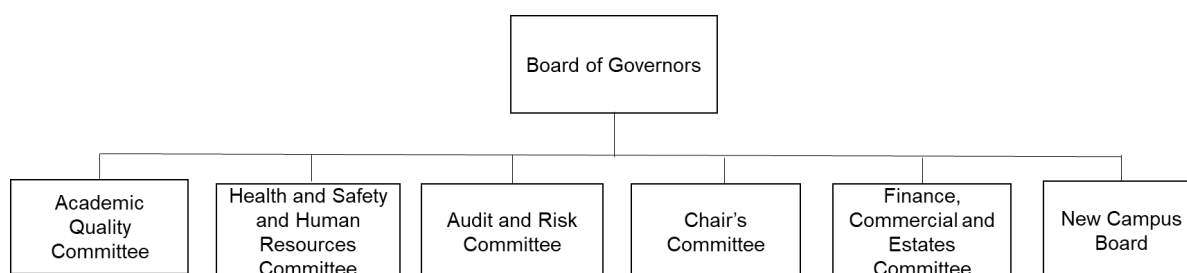 Board of Governors
Academic
Quality
Committee
Health and Safety
and Human
Resources
Committee
Audit and Risk
Committee
Chair's
Committee
Finance,
Commercial and
Estates
Committee
New Campus
Board